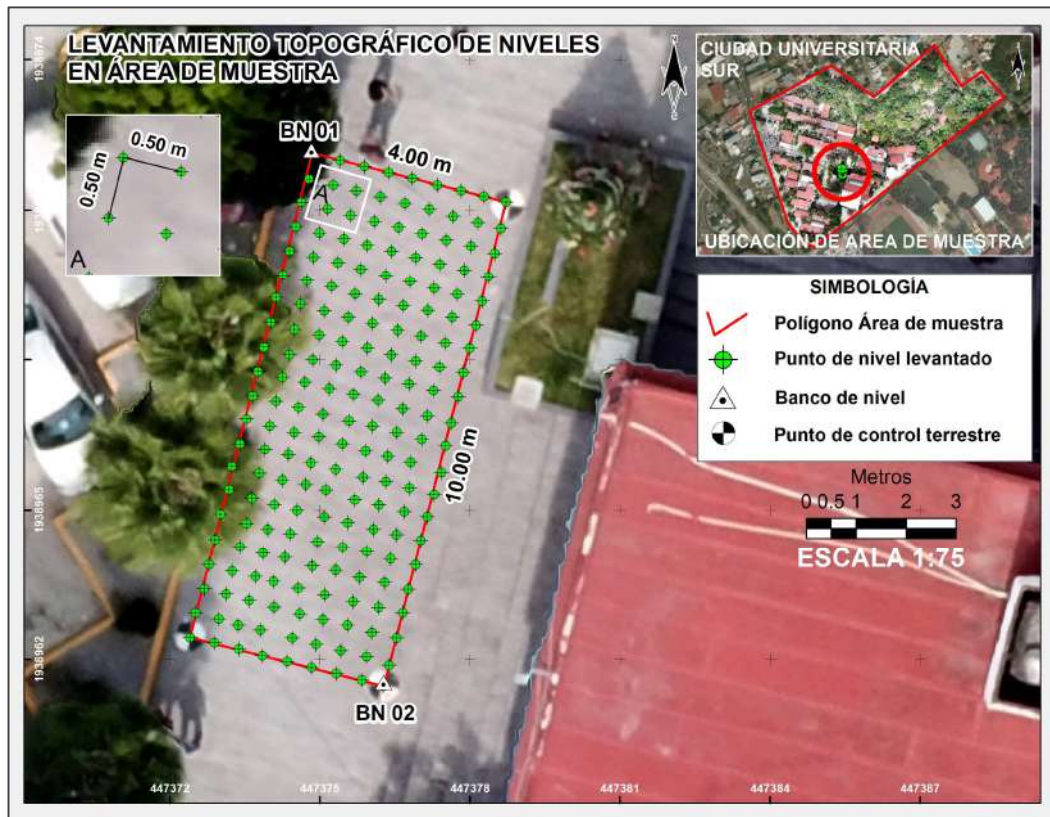 LEVANTAMIENTO TOPOGRÁFICO DE NIVELES
EN ÁREA DE MUESTRA
1938974
BN 01
4.00 m
0.50 m
0.50 m
A
A
CIUDAD UNIVERSITARIA
SUR
UBICACIÓN DE AREA DE MUESTRA
SIMBOLOGÍA
Polígono Área de muestra
Punto de nivel levantado
Banco de nivel
Punto de control terrestre
10.00 m
Metros
0 0.5 1 2 3
ESCALA 1:75
1938965
1938962
BN 02
447372 447375 447378 447381 447384 447387